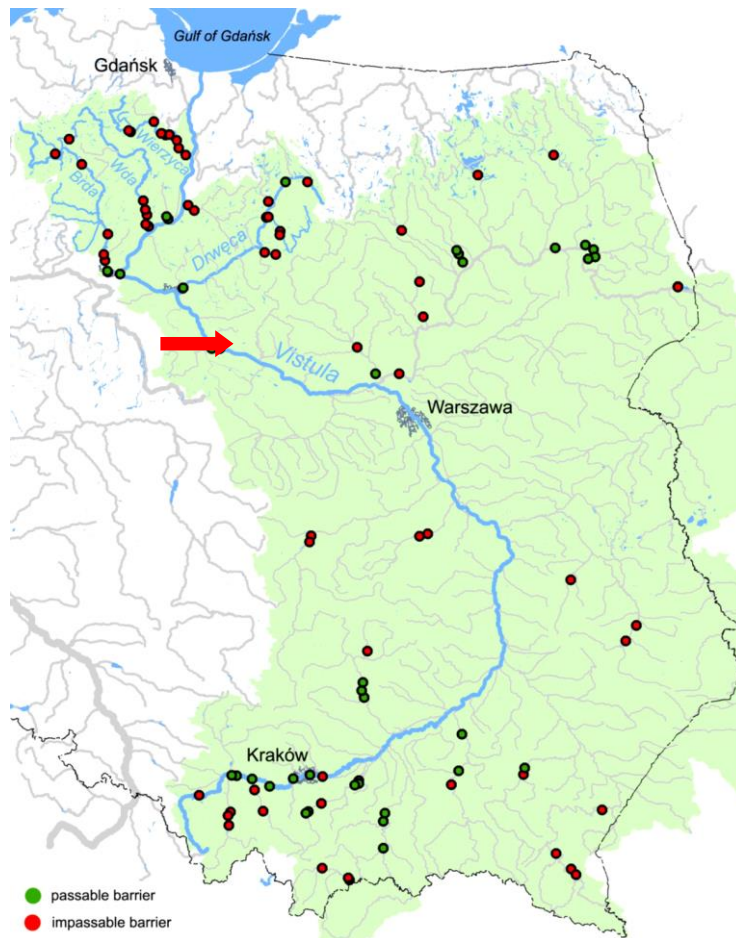 Gulf of Gdańsk
Gdańsk
Wierzyca
Wda
Brda
Drwęca
Vistula
Warszawa
Kraków
passable barrier
impassable barrier